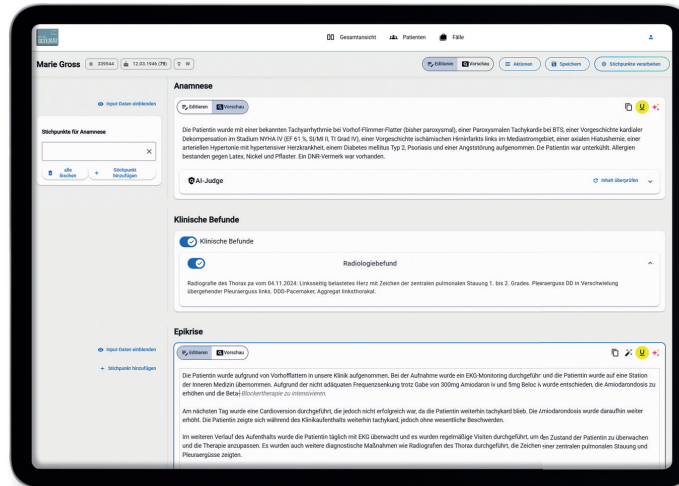 Gesamtansicht Patienten Fälle
Marie Gross 339544 12.03.1946 (79) W Editieren Vorschau Aktionen Speichern Stichpunkte verarbeiten
Anamnese
Input-Daten einblenden
Editieren Vorschau
Stichpunkte für Anamnese
alle löschen
Stichpunkt hinzufügen
Die Patientin wurde mit einer bekannten Tachyarrhythmie bei Vorhof-Flimmer-Flatter (bisher paroxysmal), einer Paroxysmalen Tachykardie bei BTS, einer Vorgeschichte kardialer
Dekompensation im Stadium NYHA IV (EF 61 %, SI/MI II, TI Grad IV), einer Vorgeschichte ischämischen Hirninfarkts links im Mediastromgebiet, einer axialen Hiatushernie, einer
arteriellen Hypertonie mit hypertensiver Herzkrankheit, einem Diabetes mellitus Typ 2, Psoriasis und einer Angststörung aufgenommen. Die Patientin war unterkühlt. Allergien
bestanden gegen Latex, Nickel und Pflaster. Ein DNR-Vermerk war vorhanden.
AI-Judge Inhalt überprüfen
Klinische Befunde
Klinische Befunde
Radiologiebefund
Radiografie des Thorax pa vom 04.11.2024: Linksseitig belastetes Herz mit Zeichen der zentralen pulmonalen Stauung 1. bis 2. Grades. Pleuraerguss DD in Verschwielung
übergehender Pleuraerguss links. DDD-Pacemaker, Aggregat linksthorakal.
Epikrise
Input-Daten einblenden
Editieren Vorschau
Stichpunkt hinzufügen
Die Patientin wurde aufgrund von Vorhofflattern in unsere Klinik aufgenommen. Bei der Aufnahme wurde ein EKG-Monitoring durchgeführ und die Patientin wurde auf eine Station
der Inneren Medizin übernommen. Aufgrund der nicht adäquaten Frequenzsenkung trotz Gabe von 300mg Amiodaron iv und 5mg Beloc iv wurde entschieden, die Amiodarondosis zu
erhöhen und die Beta-Blockertherapie zu intensivieren.
Am nächsten Tag wurde eine Cardioversion durchgeführt, die jedoch nicht erfolgreich war, da die Patientin weiterhin tachykard blieb. Die Amiodarondosis wurde daraufhin weiter
erhöht. Die Patientin zeigte sich während des Klinikaufenthalts weiterhin tachykard, jedoch ohne wesentliche Beschwerden.
Im weiteren Verlauf des Aufenthalts wurde die Patientin täglich mit EKG überwacht und es wurden regelmäßige Visiten durchgeführt, um den Zustand der Patientin zu überwachen
und die Therapie anzupassen. Es wurden auch weitere diagnostische Maßnahmen wie Radiografien des Thorax durchgeführt, die Zeichen einer zentralen pulmonalen Stauung und
Pleuraergüsse zeigten.